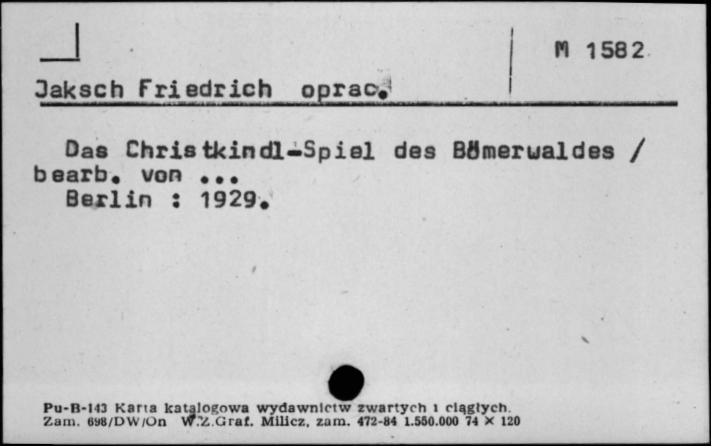 M 1582
Jaksch Friedrich oprac.
Das Christkindl-Spiel des Bömerwaldes /
bearb. von ...
Berlin : 1929.
Pu-B-143 Karta katalogowa wydawnictw zwartych i ciągłych.
Zam. 698/DW/On W.Z.Graf. Milicz, zam. 472-84 1.550.000 74 × 120